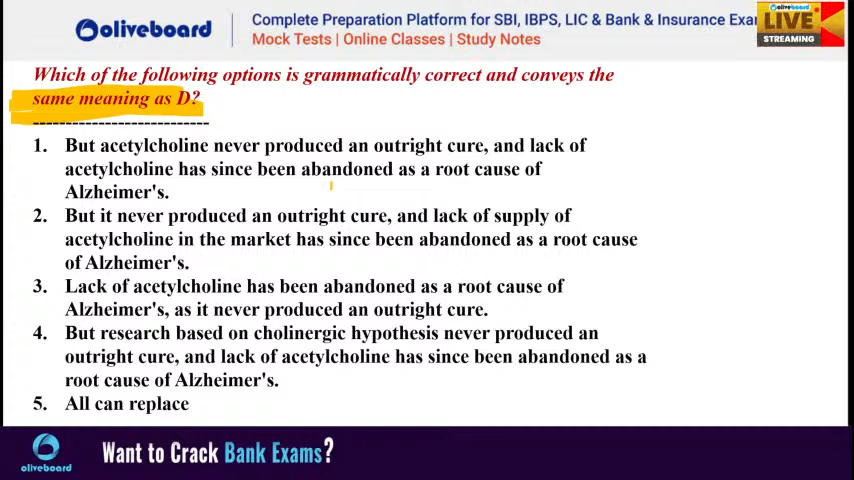 oliveboard
Complete Preparation Platform for SBI, IBPS, LIC & Bank & Insurance
Mock Tests | Online Classes | Study Notes
OLIVEBOARD
LIVE
STREAMING
Which of the following options is grammatically correct and conveys the
same meaning as D?
---------------------------
1. But acetylcholine never produced an outright cure, and lack of
acetylcholine has since been abandoned as a root cause of
Alzheimer's.
2. But it never produced an outright cure, and lack of supply of
acetylcholine in the market has since been abandoned as a root cause
of Alzheimer's.
3. Lack of acetylcholine has been abandoned as a root cause of
Alzheimer's, as it never produced an outright cure.
4. But research based on cholinergic hypothesis never produced an
outright cure, and lack of acetylcholine has since been abandoned as a
root cause of Alzheimer's.
5. All can replace
oliveboard
Want to Crack Bank Exams?